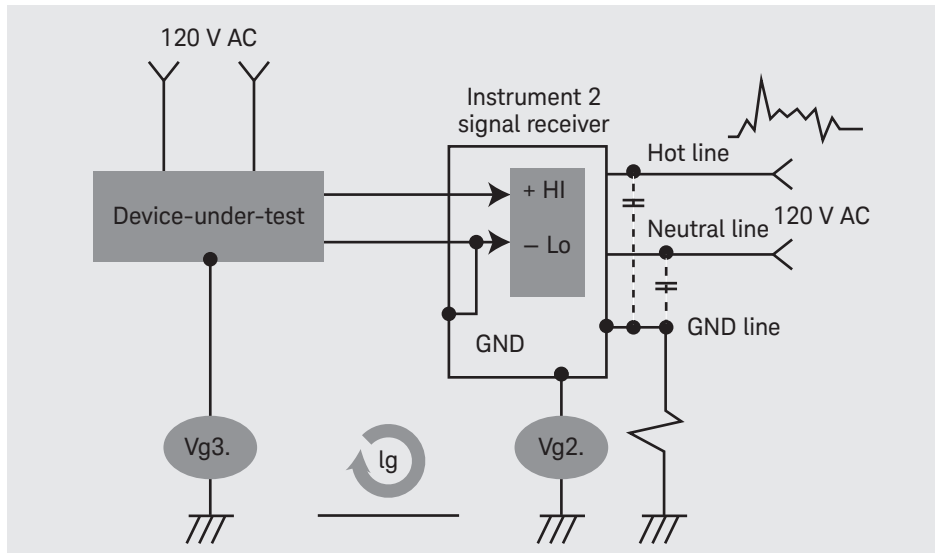 120 V AC
Instrument 2
signal receiver
Hot line
Device-under-test
+ HI
− Lo
Neutral line
120 V AC
GND
GND line
Vg3.
lg
Vg2.